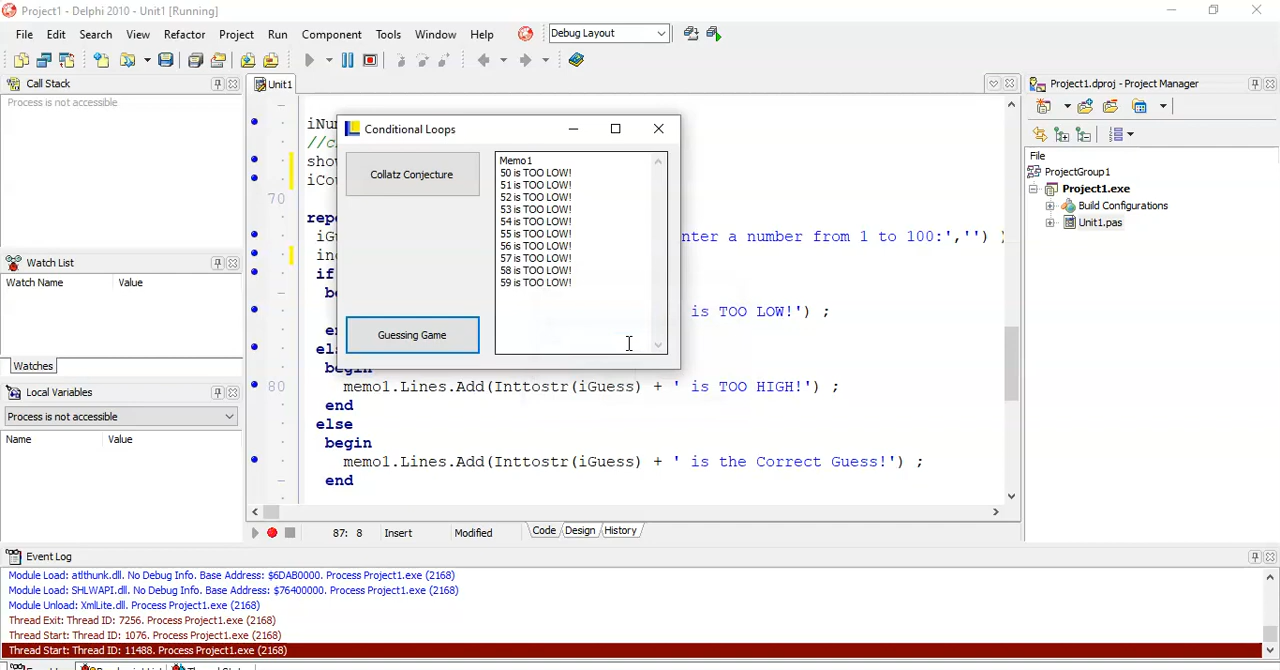 Project1 - Delphi 2010 - Unit1 [Running]
File Edit Search View Refactor Project Run Component Tools Window Help Debug Layout
Call Stack
Process is not accessible
Unit1
Project1.dproj - Project Manager
File
ProjectGroup1
Project1.exe
Build Configurations
Unit1.pas
Conditional Loops
Collatz Conjecture
Guessing Game
Memo1
50 is TOO LOW!
51 is TOO LOW!
52 is TOO LOW!
53 is TOO LOW!
54 is TOO LOW!
55 is TOO LOW!
56 is TOO LOW!
57 is TOO LOW!
58 is TOO LOW!
59 is TOO LOW!
70
nter a number from 1 to 100:','') )
if
is TOO LOW!') ;
80 memo1.Lines.Add(Inttostr(iGuess) + ' is TOO HIGH!') ;
end
else
begin
memo1.Lines.Add(Inttostr(iGuess) + ' is the Correct Guess!') ;
end
Watch List
Watch Name Value
Watches
Local Variables
Process is not accessible
Name Value
87: 8 Insert Modified Code Design History
Event Log
Module Load: atlthunk.dll. No Debug Info. Base Address: $6DAB0000. Process Project1.exe (2168)
Module Load: SHLWAPI.dll. No Debug Info. Base Address: $76400000. Process Project1.exe (2168)
Module Unload: XmlLite.dll. Process Project1.exe (2168)
Thread Exit: Thread ID: 7256. Process Project1.exe (2168)
Thread Start: Thread ID: 1076. Process Project1.exe (2168)
Thread Start: Thread ID: 11488. Process Project1.exe (2168)